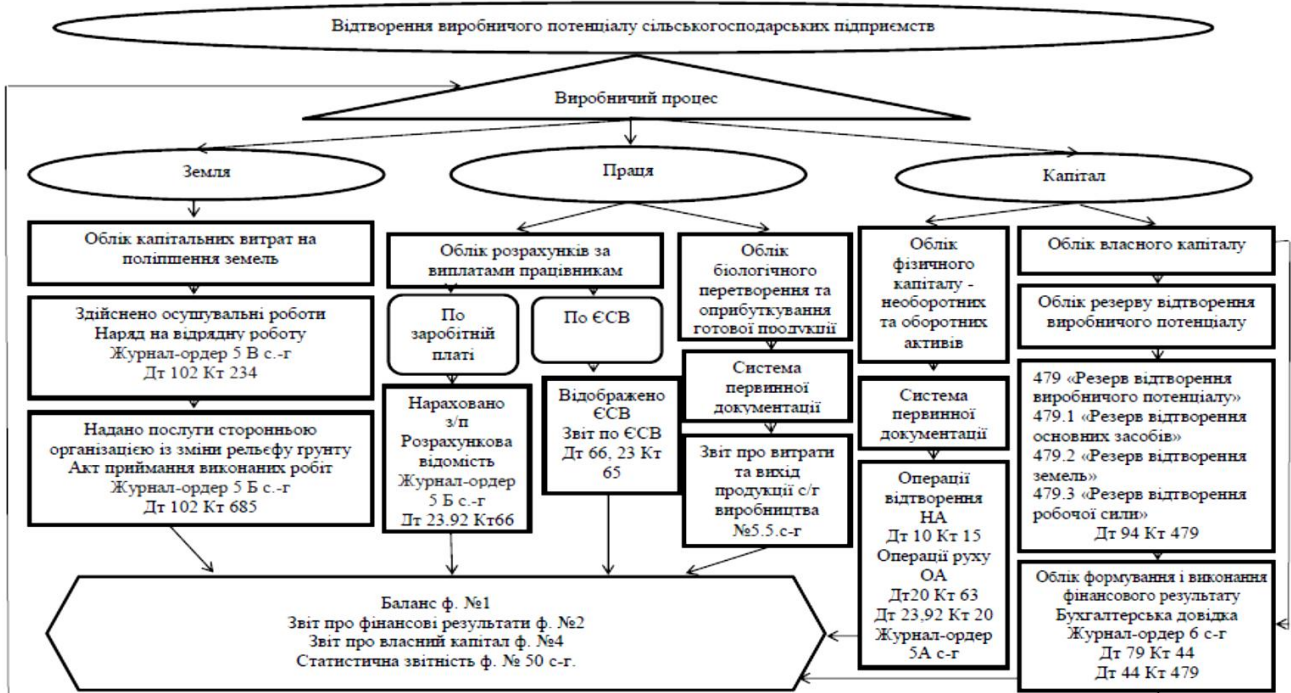 Відтворення виробничого потенціалу сільськогосподарських підприємств
Виробничий процес
Земля
Праця
Капітал
Облік капітальних витрат на
поліпшення земель
Здійснено осушувальні роботи
Наряд на відрядну роботу
Журнал-ордер 5 В с.-г
Дт 102 Кт 234
Надано послуги сторонньою
організацією із зміни рельєфу грунту
Акт приймання виконаних робіт
Журнал-ордер 5 Б с.-г
Дт 102 Кт 685
Облік розрахунків за
виплатами працівникам
По
заробітній
платі
По ЄСВ
Нараховано
з/п
Розрахункова
відомість
Журнал-ордер
5 Б с.-г
Дт 23.92 Кт66
Відображено
ЄСВ
Звіт по ЄСВ
Дт 66, 23 Кт
65
Облік
біологічного
перетворення та
оприбуткування
готової продукції
Система
первинної
документації
Звіт про витрати
та вихід
продукції с/г
виробництва
№5.5.с-г
Облік
фізичного
капіталу -
необоротних
та оборотних
активів
Система
первинної
документації
Операції
відтворення
НА
Дт 10 Кт 15
Операції руху
ОА
Дт20 Кт 63
Дт 23,92 Кт 20
Журнал-ордер
5А с-г
Облік власного капіталу
Облік резерву відтворення
виробничого потенціалу
479 «Резерв відтворення
виробничого потенціалу»
479.1 «Резерв відтворення
основних засобів»
479.2 «Резерв відтворення
земель»
479.3 «Резерв відтворення
робочої сили»
Дт 94 Кт 479
Облік формування і виконання
фінансового результату
Бухгалтерська довідка
Журнал-ордер 6 с-г
Дт 79 Кт 44
Дт 44 Кт 479
Баланс ф. №1
Звіт про фінансові результати ф. №2
Звіт про власний капітал ф. №4
Статистична звітність ф. № 50 с-г.